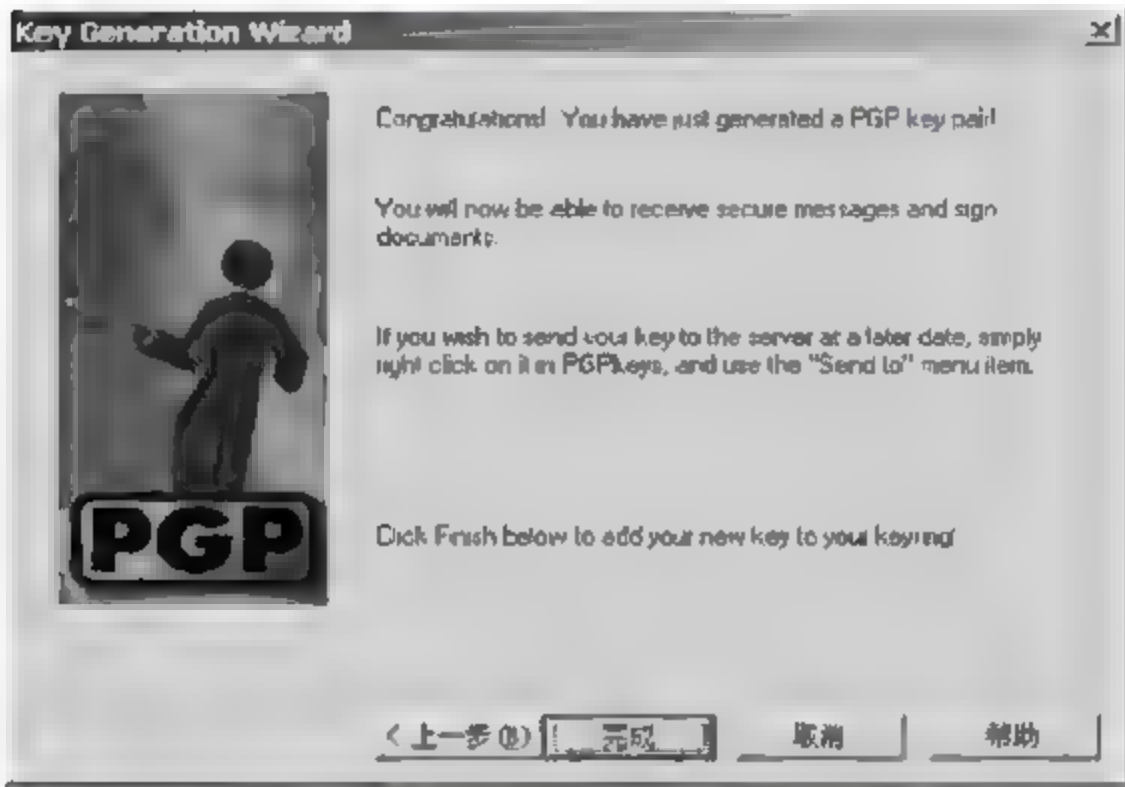 Key Generation Wizard
Congratulations! You have just generated a PGP key pair!
You will now be able to receive secure messages and sign
documents.
If you wish to send your key to the server at a later date, simply
right click on it in PGPkeys, and use the "Send to" menu item.
PGP
Click Finish below to add your new key to your keyring!
< 上一步(B) 完成 取消 帮助